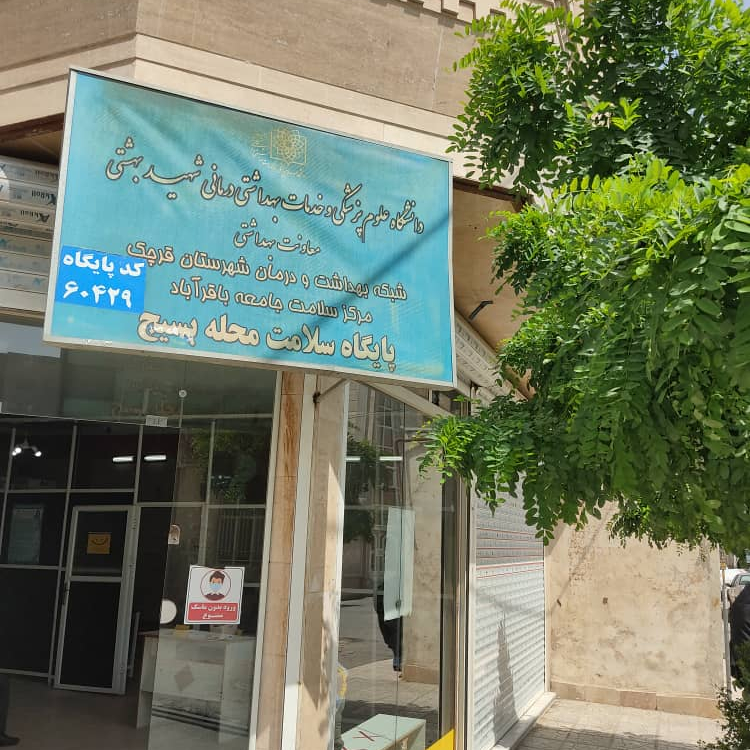 دانشگاه علوم پزشکی و خدمات بهداشتی درمانی شهید بهشتی
معاونت بهداشتی
شبکه بهداشت و درمان شهرستان قرچک
مرکز سلامت جامعه باقرآباد
پایگاه سلامت محله بسیج
کد پایگاه
۶۰۴۲۹
ورود بدون ماسک
ممنوع